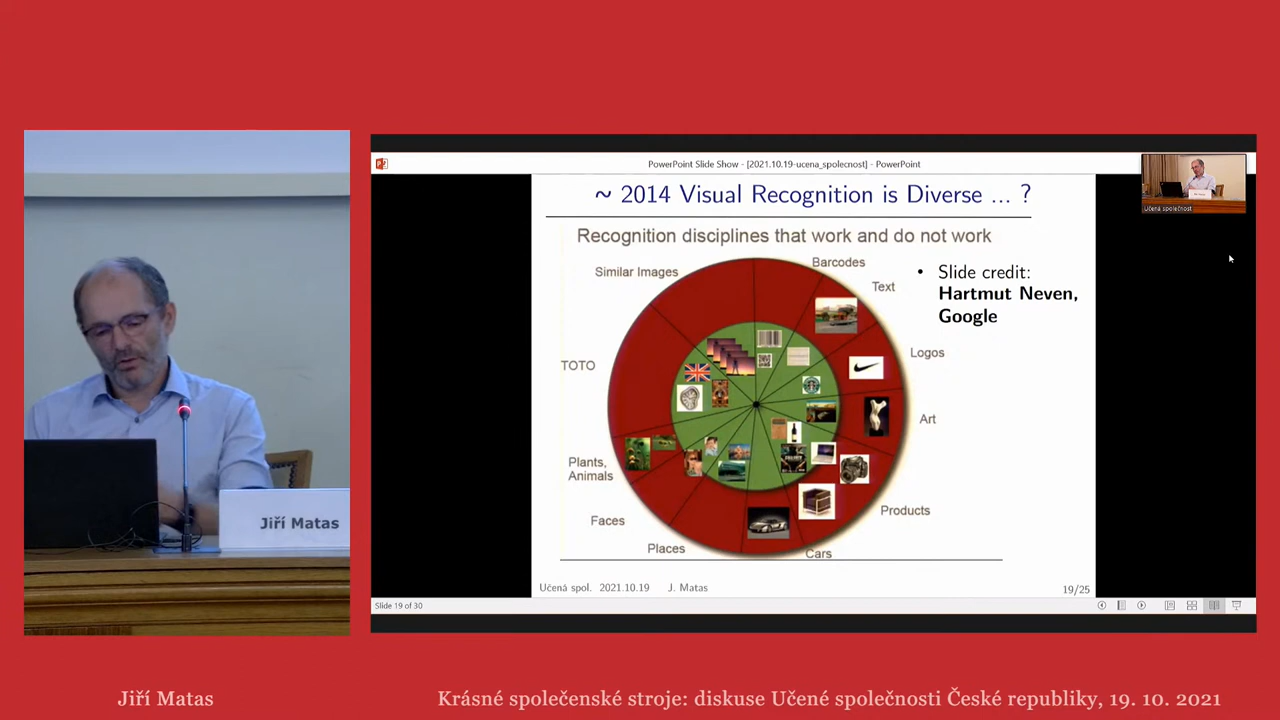 PowerPoint Slide Show - [2021.10.19-ucena_spolecnost] - PowerPoint
Učená společnost
~ 2014 Visual Recognition is Diverse ... ?
Recognition disciplines that work and do not work
Similar Images
Barcodes
Text
Logos
Art
Products
Cars
Places
Faces
Plants,
Animals
TOTO
• Slide credit:
Hartmut Neven,
Google
Učená spol. 2021.10.19 J. Matas
19/25
Slide 19 of 30
Jiří Matas
Jiří Matas
Krásné společenské stroje: diskuse Učené společnosti České republiky, 19. 10. 2021